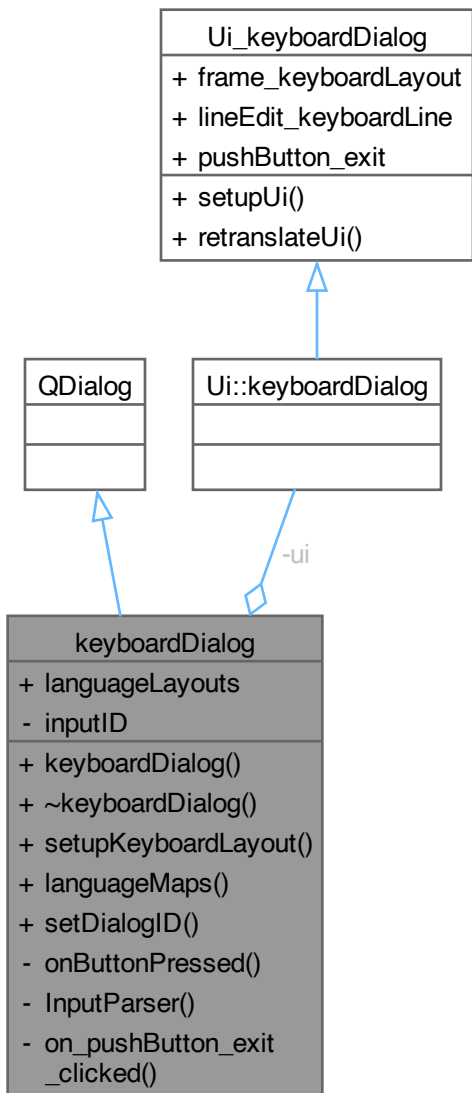 Ui_keyboardDialog
+ frame_keyboardLayout
+ lineEdit_keyboardLine
+ pushButton_exit
+ setupUi()
+ retranslateUi()
QDialog
Ui::keyboardDialog
-ui
keyboardDialog
+ languageLayouts
- inputID
+ keyboardDialog()
+ ~keyboardDialog()
+ setupKeyboardLayout()
+ languageMaps()
+ setDialogID()
- onButtonPressed()
- InputParser()
- on_pushButton_exit
_clicked()